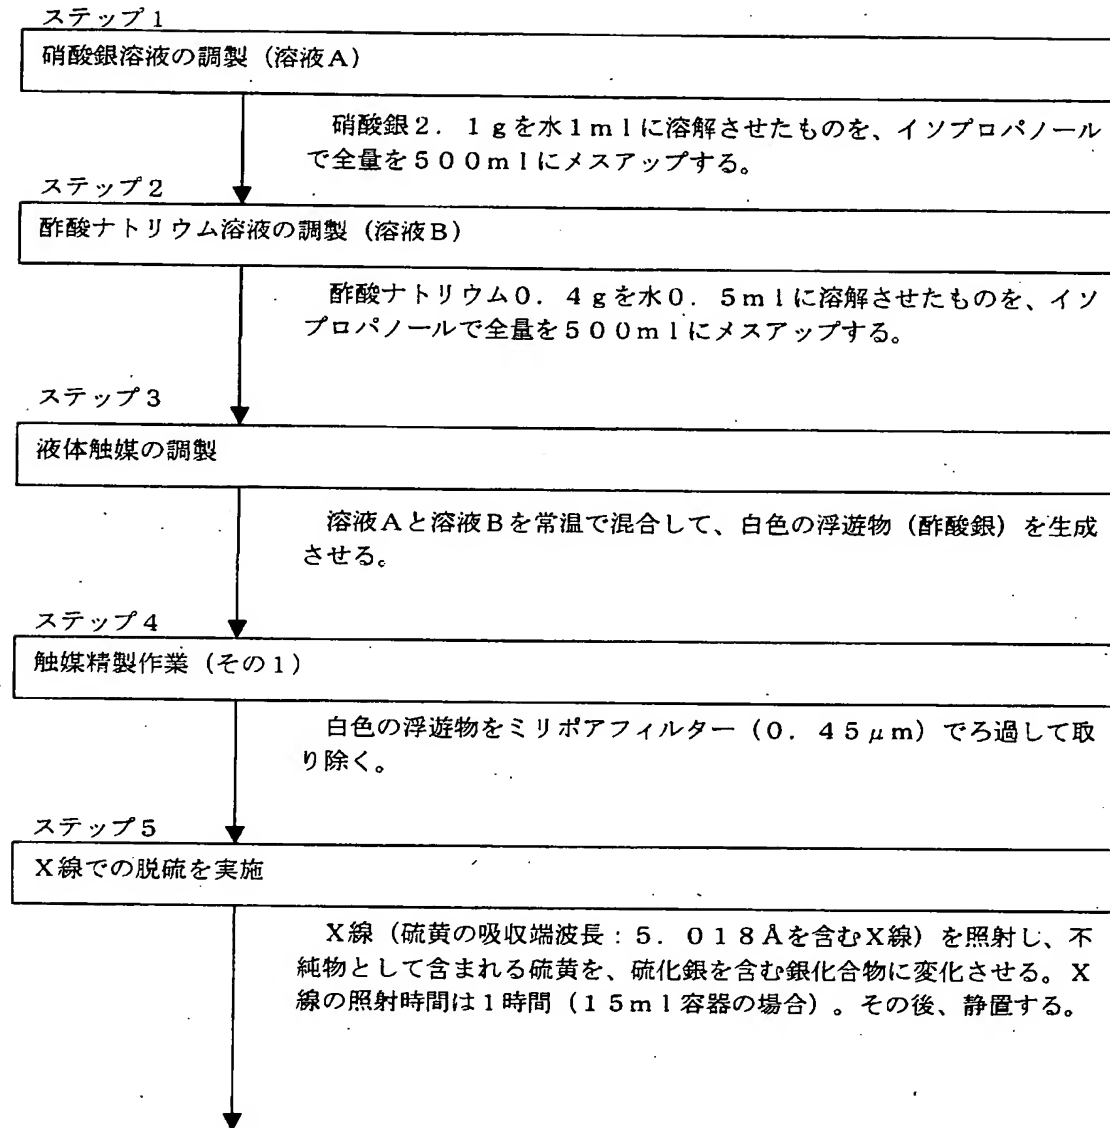 ステップ1
硝酸銀溶液の調製（溶液A）
硝酸銀2．1gを水1mlに溶解させたものを、イソプロパノール
で全量を500mlにメスアップする。
ステップ2
酢酸ナトリウム溶液の調製（溶液B）
酢酸ナトリウム0．4gを水0．5mlに溶解させたものを、イソ
プロパノールで全量を500mlにメスアップする。
ステップ3
液体触媒の調製
溶液Aと溶液Bを常温で混合して、白色の浮遊物（酢酸銀）を生成
させる。
ステップ4
触媒精製作業（その1）
白色の浮遊物をミリポアフィルター（0．45μm）でろ過して取
り除く。
ステップ5
X線での脱硫を実施
X線（硫黄の吸収端波長：5．018Åを含むX線）を照射し、不
純物として含まれる硫黄を、硫化銀を含む銀化合物に変化させる。X
線の照射時間は1時間（15ml容器の場合）。その後、静置する。